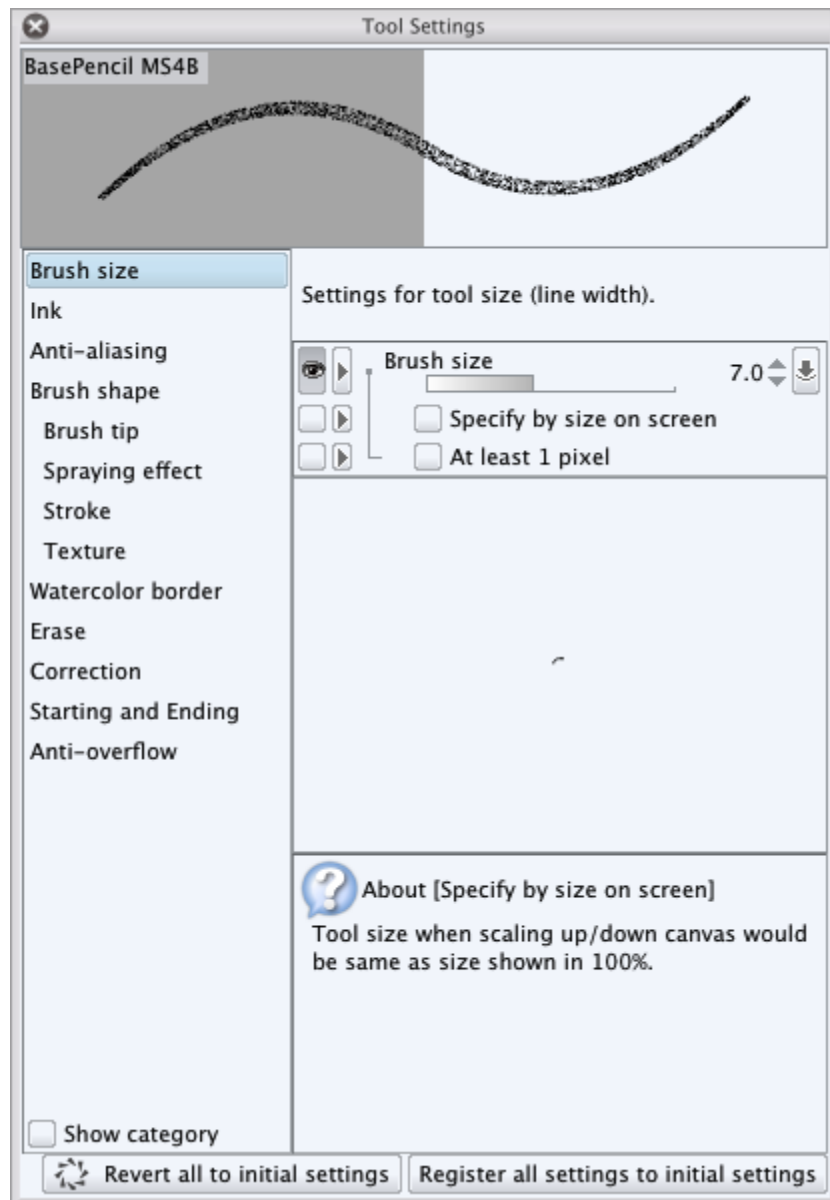 Tool Settings
BasePencil MS4B
Brush size
Ink
Anti-aliasing
Brush shape
Brush tip
Spraying effect
Stroke
Texture
Watercolor border
Erase
Correction
Starting and Ending
Anti-overflow
Show category
Settings for tool size (line width).
Brush size 7.0
Specify by size on screen
At least 1 pixel
About [Specify by size on screen]
Tool size when scaling up/down canvas would
be same as size shown in 100%.
Revert all to initial settings
Register all settings to initial settings